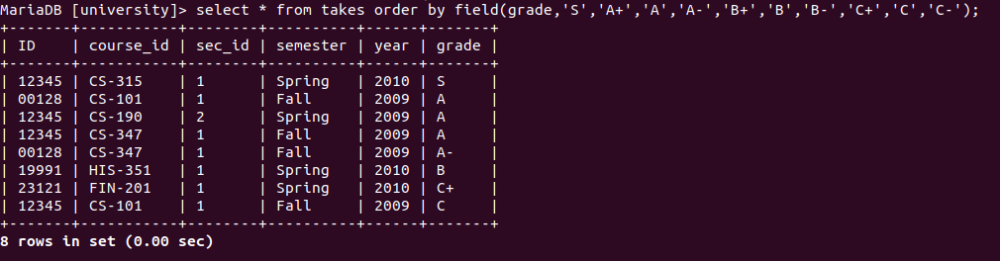 MariaDB [university]> select * from takes order by field(grade,'S','A+','A','A-','B+','B','B-','C+','C','C-');
+-------+-----------+--------+----------+------+-------+
| ID    | course_id | sec_id | semester | year | grade |
+-------+-----------+--------+----------+------+-------+
| 12345 | CS-315    | 1      | Spring   | 2010 | S     |
| 00128 | CS-101    | 1      | Fall     | 2009 | A     |
| 12345 | CS-190    | 2      | Spring   | 2009 | A     |
| 12345 | CS-347    | 1      | Fall     | 2009 | A     |
| 00128 | CS-347    | 1      | Fall     | 2009 | A-    |
| 19991 | HIS-351   | 1      | Spring   | 2010 | B     |
| 23121 | FIN-201   | 1      | Spring   | 2010 | C+    |
| 12345 | CS-101    | 1      | Fall     | 2009 | C     |
+-------+-----------+--------+----------+------+-------+
8 rows in set (0.00 sec)